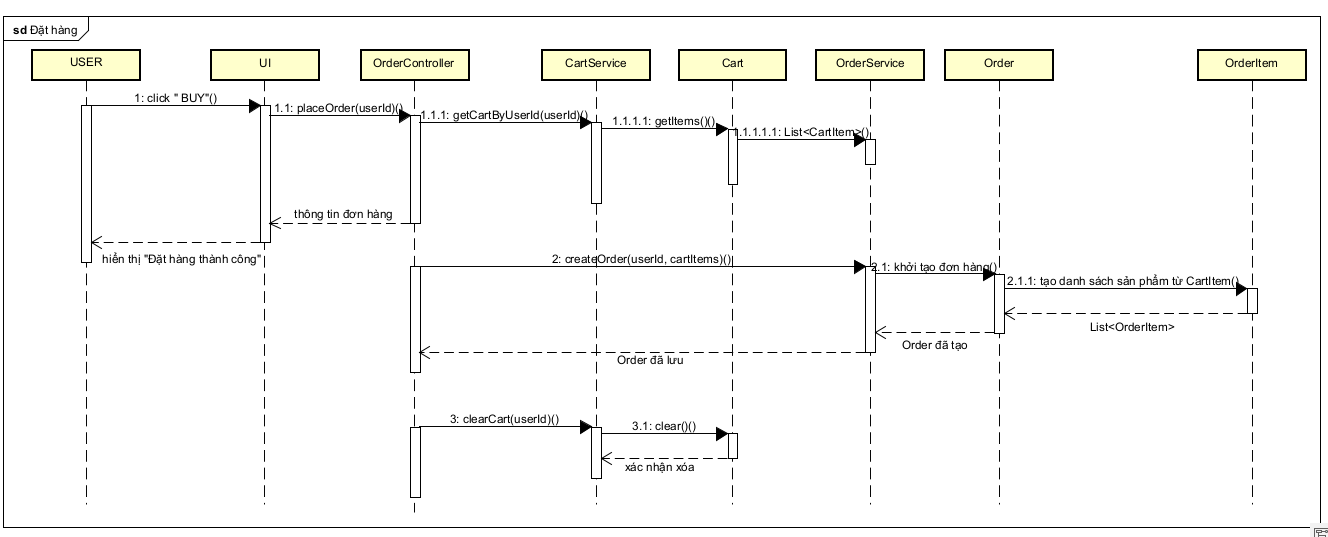 sd Đặt hàng
USER
UI
OrderController
CartService
Cart
OrderService
Order
OrderItem
1: click " BUY"()
1.1: placeOrder(userId)()
1.1.1: getCartByUserId(userId)()
1.1.1.1: getItems()()
1.1.1.1.1: List<CartItem>()
thông tin đơn hàng
hiển thị "Đặt hàng thành công"
2: createOrder(userId, cartItems)()
2.1: khởi tạo đơn hàng()
2.1.1: tạo danh sách sản phẩm từ CartItem()
List<OrderItem>
Order đã tạo
Order đã lưu
3: clearCart(userId)()
3.1: clear()()
xác nhận xóa